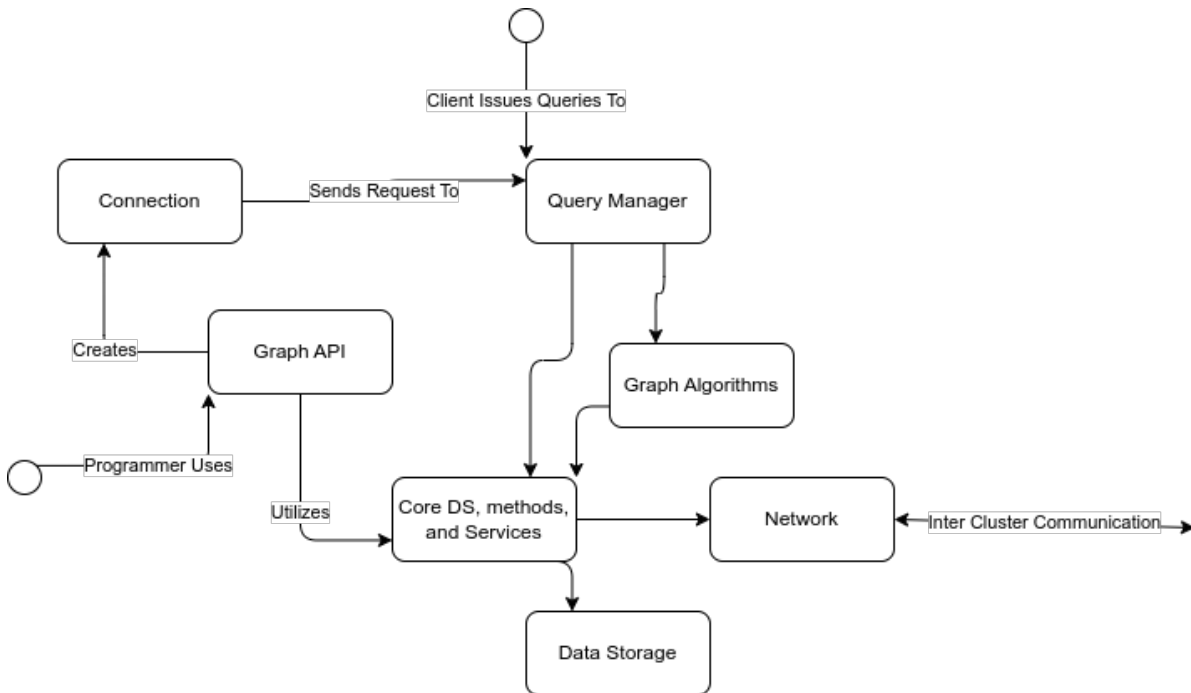 Client Issues Queries To
Connection
Sends Request To
Query Manager
Creates
Graph API
Graph Algorithms
Programmer Uses
Utilizes
Core DS, methods,
and Services
Network
Inter Cluster Communication
Data Storage